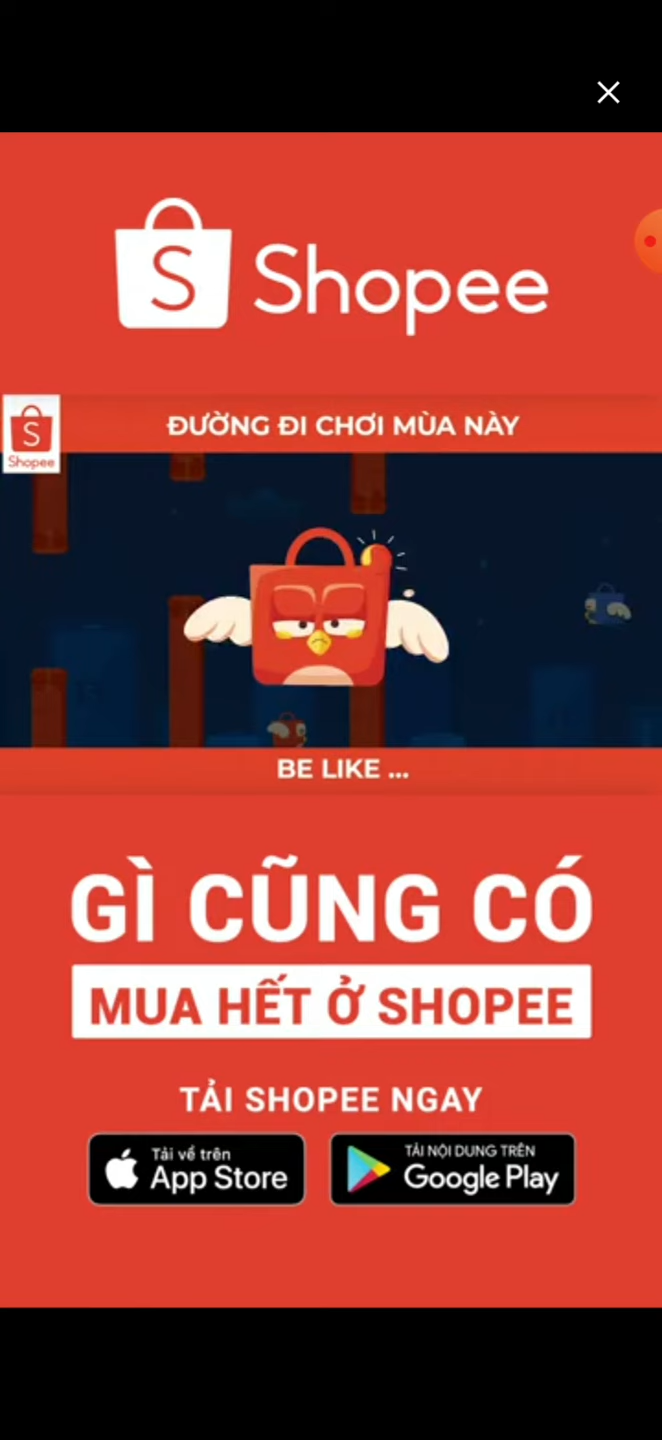 S Shopee
S
Shopee
ĐƯỜNG ĐI CHƠI MÙA NÀY
BE LIKE ...
GÌ CŨNG CÓ
MUA HẾT Ở SHOPEE
TẢI SHOPEE NGAY
Tải về trên
App Store
TẢI NỘI DUNG TRÊN
Google Play